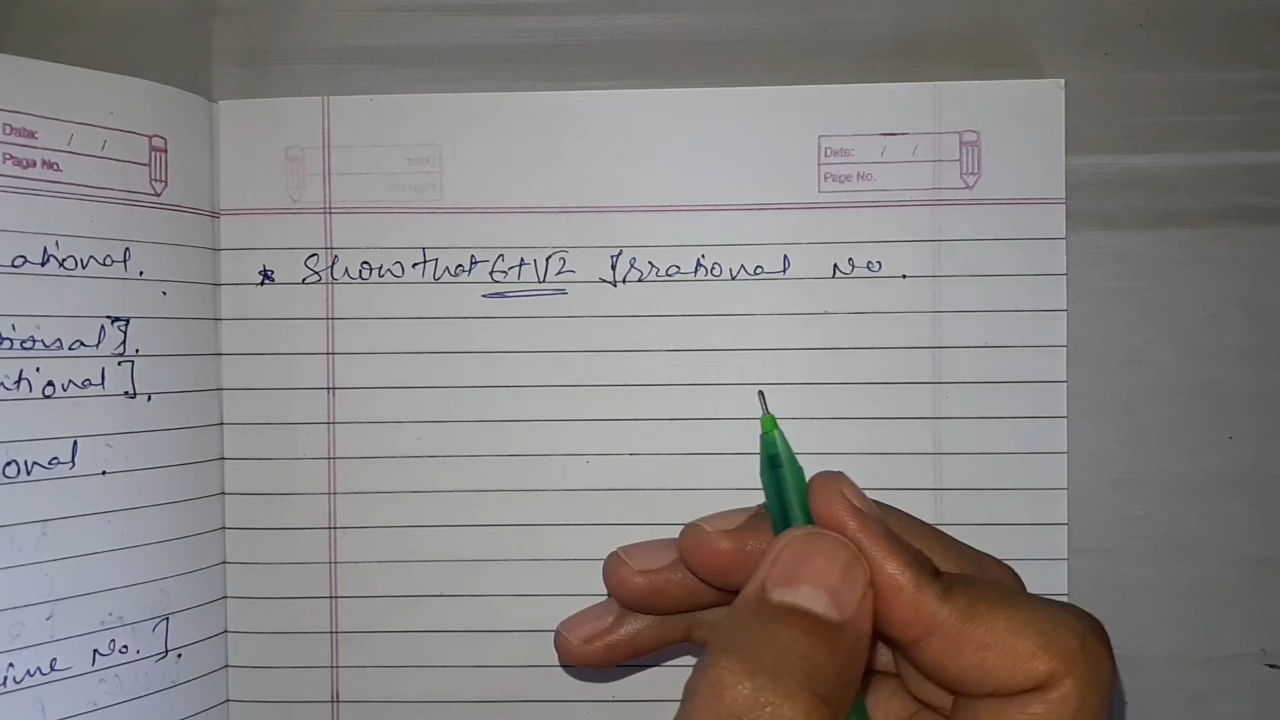 Date: / /
Page No.
ational.
ional].
itional].
onal.
ime No.].
Date: / /
Page No.
* Show that 6+√2 Irrational No.